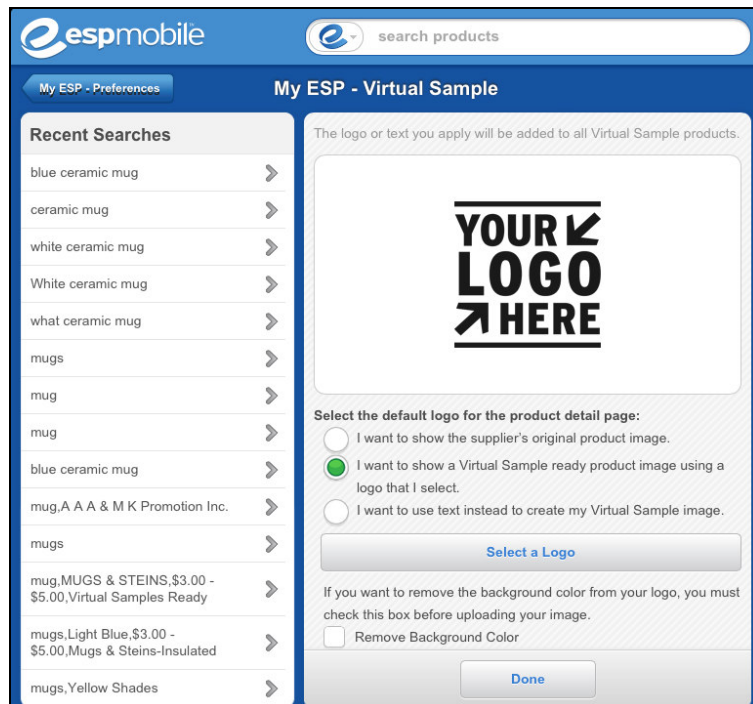 espmobile
search products
My ESP - Preferences
My ESP - Virtual Sample
Recent Searches
blue ceramic mug
ceramic mug
white ceramic mug
White ceramic mug
what ceramic mug
mugs
mug
mug
blue ceramic mug
mug,A A A & M K Promotion Inc.
mugs
mug,MUGS & STEINS,$3.00 -
$5.00,Virtual Samples Ready
mugs,Light Blue,$3.00 -
$5.00,Mugs & Steins-Insulated
mugs,Yellow Shades
The logo or text you apply will be added to all Virtual Sample products.
YOUR
LOGO
HERE
Select the default logo for the product detail page:
I want to show the supplier's original product image.
I want to show a Virtual Sample ready product image using a
logo that I select.
I want to use text instead to create my Virtual Sample image.
Select a Logo
If you want to remove the background color from your logo, you must
check this box before uploading your image.
Remove Background Color
Done